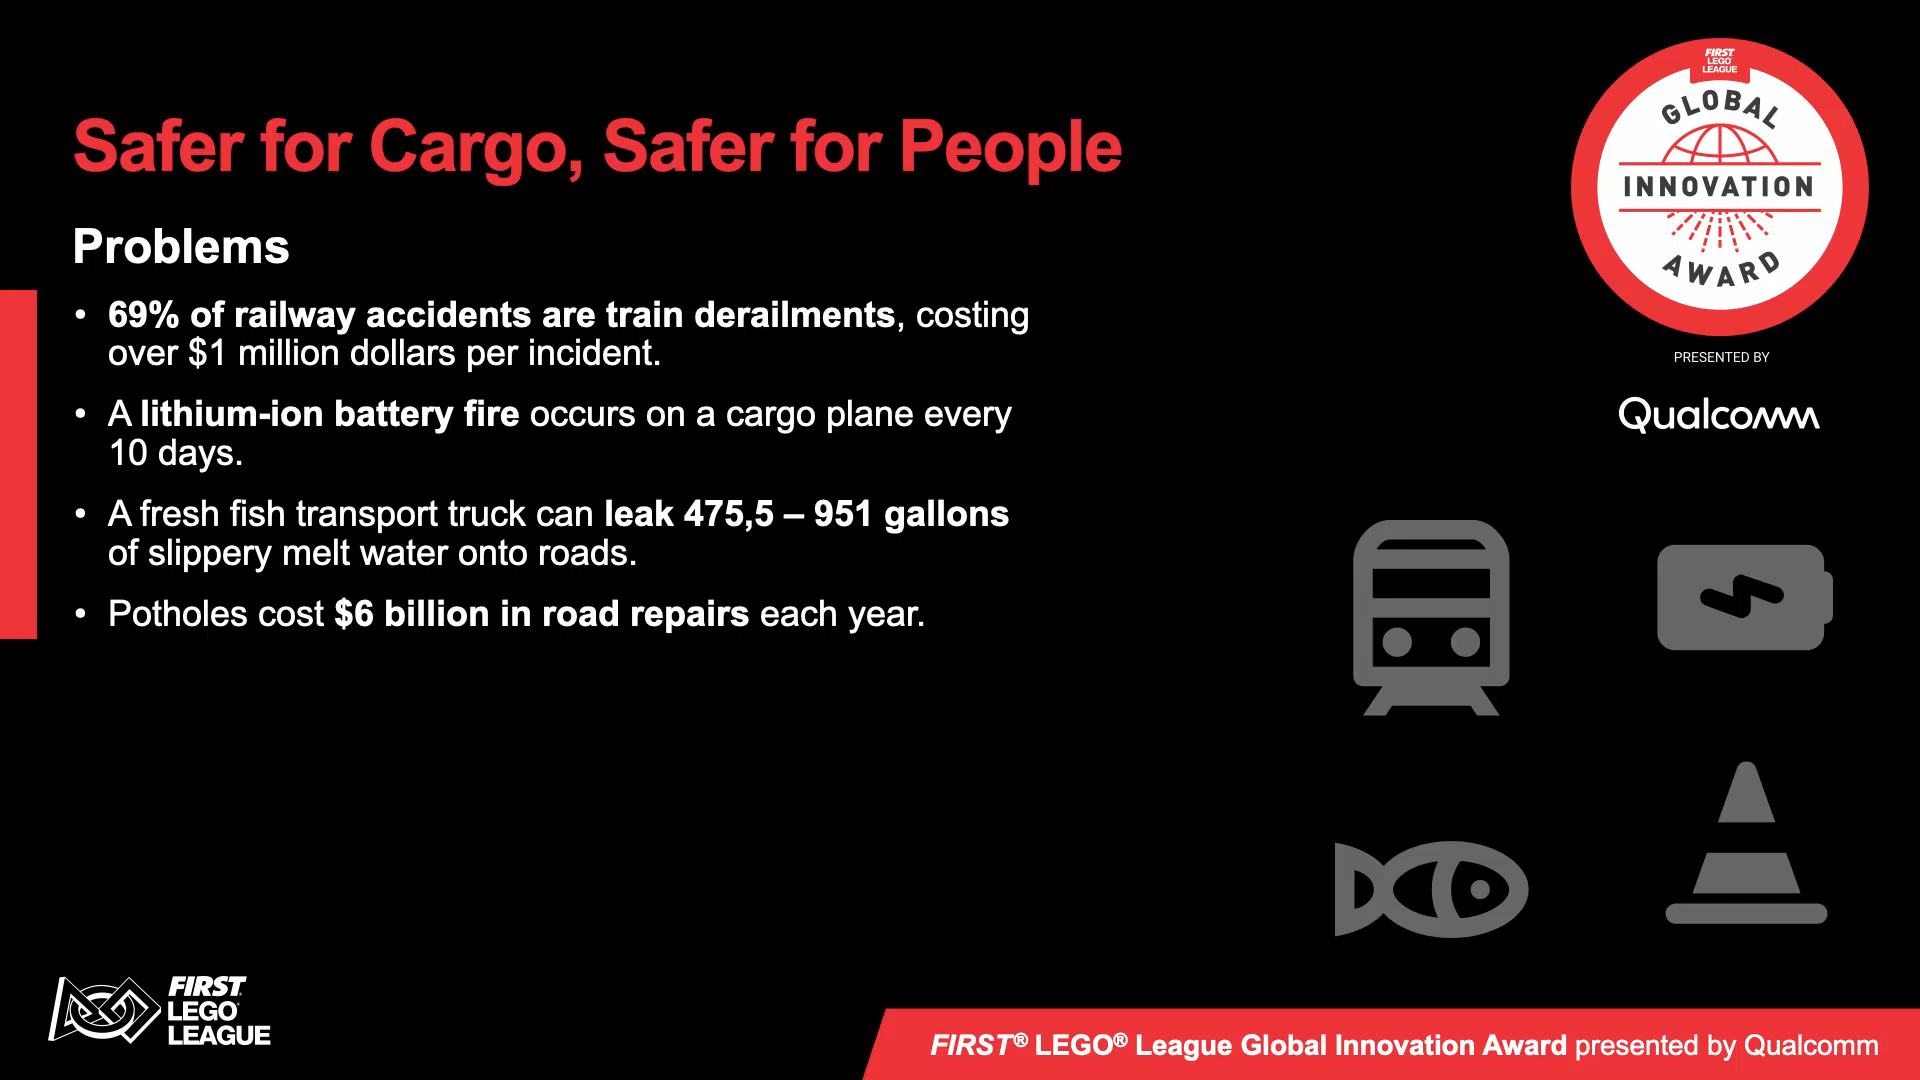 Safer for Cargo, Safer for People
Problems
• 69% of railway accidents are train derailments, costing
over $1 million dollars per incident.
• A lithium-ion battery fire occurs on a cargo plane every
10 days.
• A fresh fish transport truck can leak 475,5 – 951 gallons
of slippery melt water onto roads.
• Potholes cost $6 billion in road repairs each year.
FIRST
LEGO
LEAGUE
GLOBAL
INNOVATION
AWARD
PRESENTED BY
Qualcomm
FIRST
LEGO
LEAGUE
FIRST® LEGO® League Global Innovation Award presented by Qualcomm